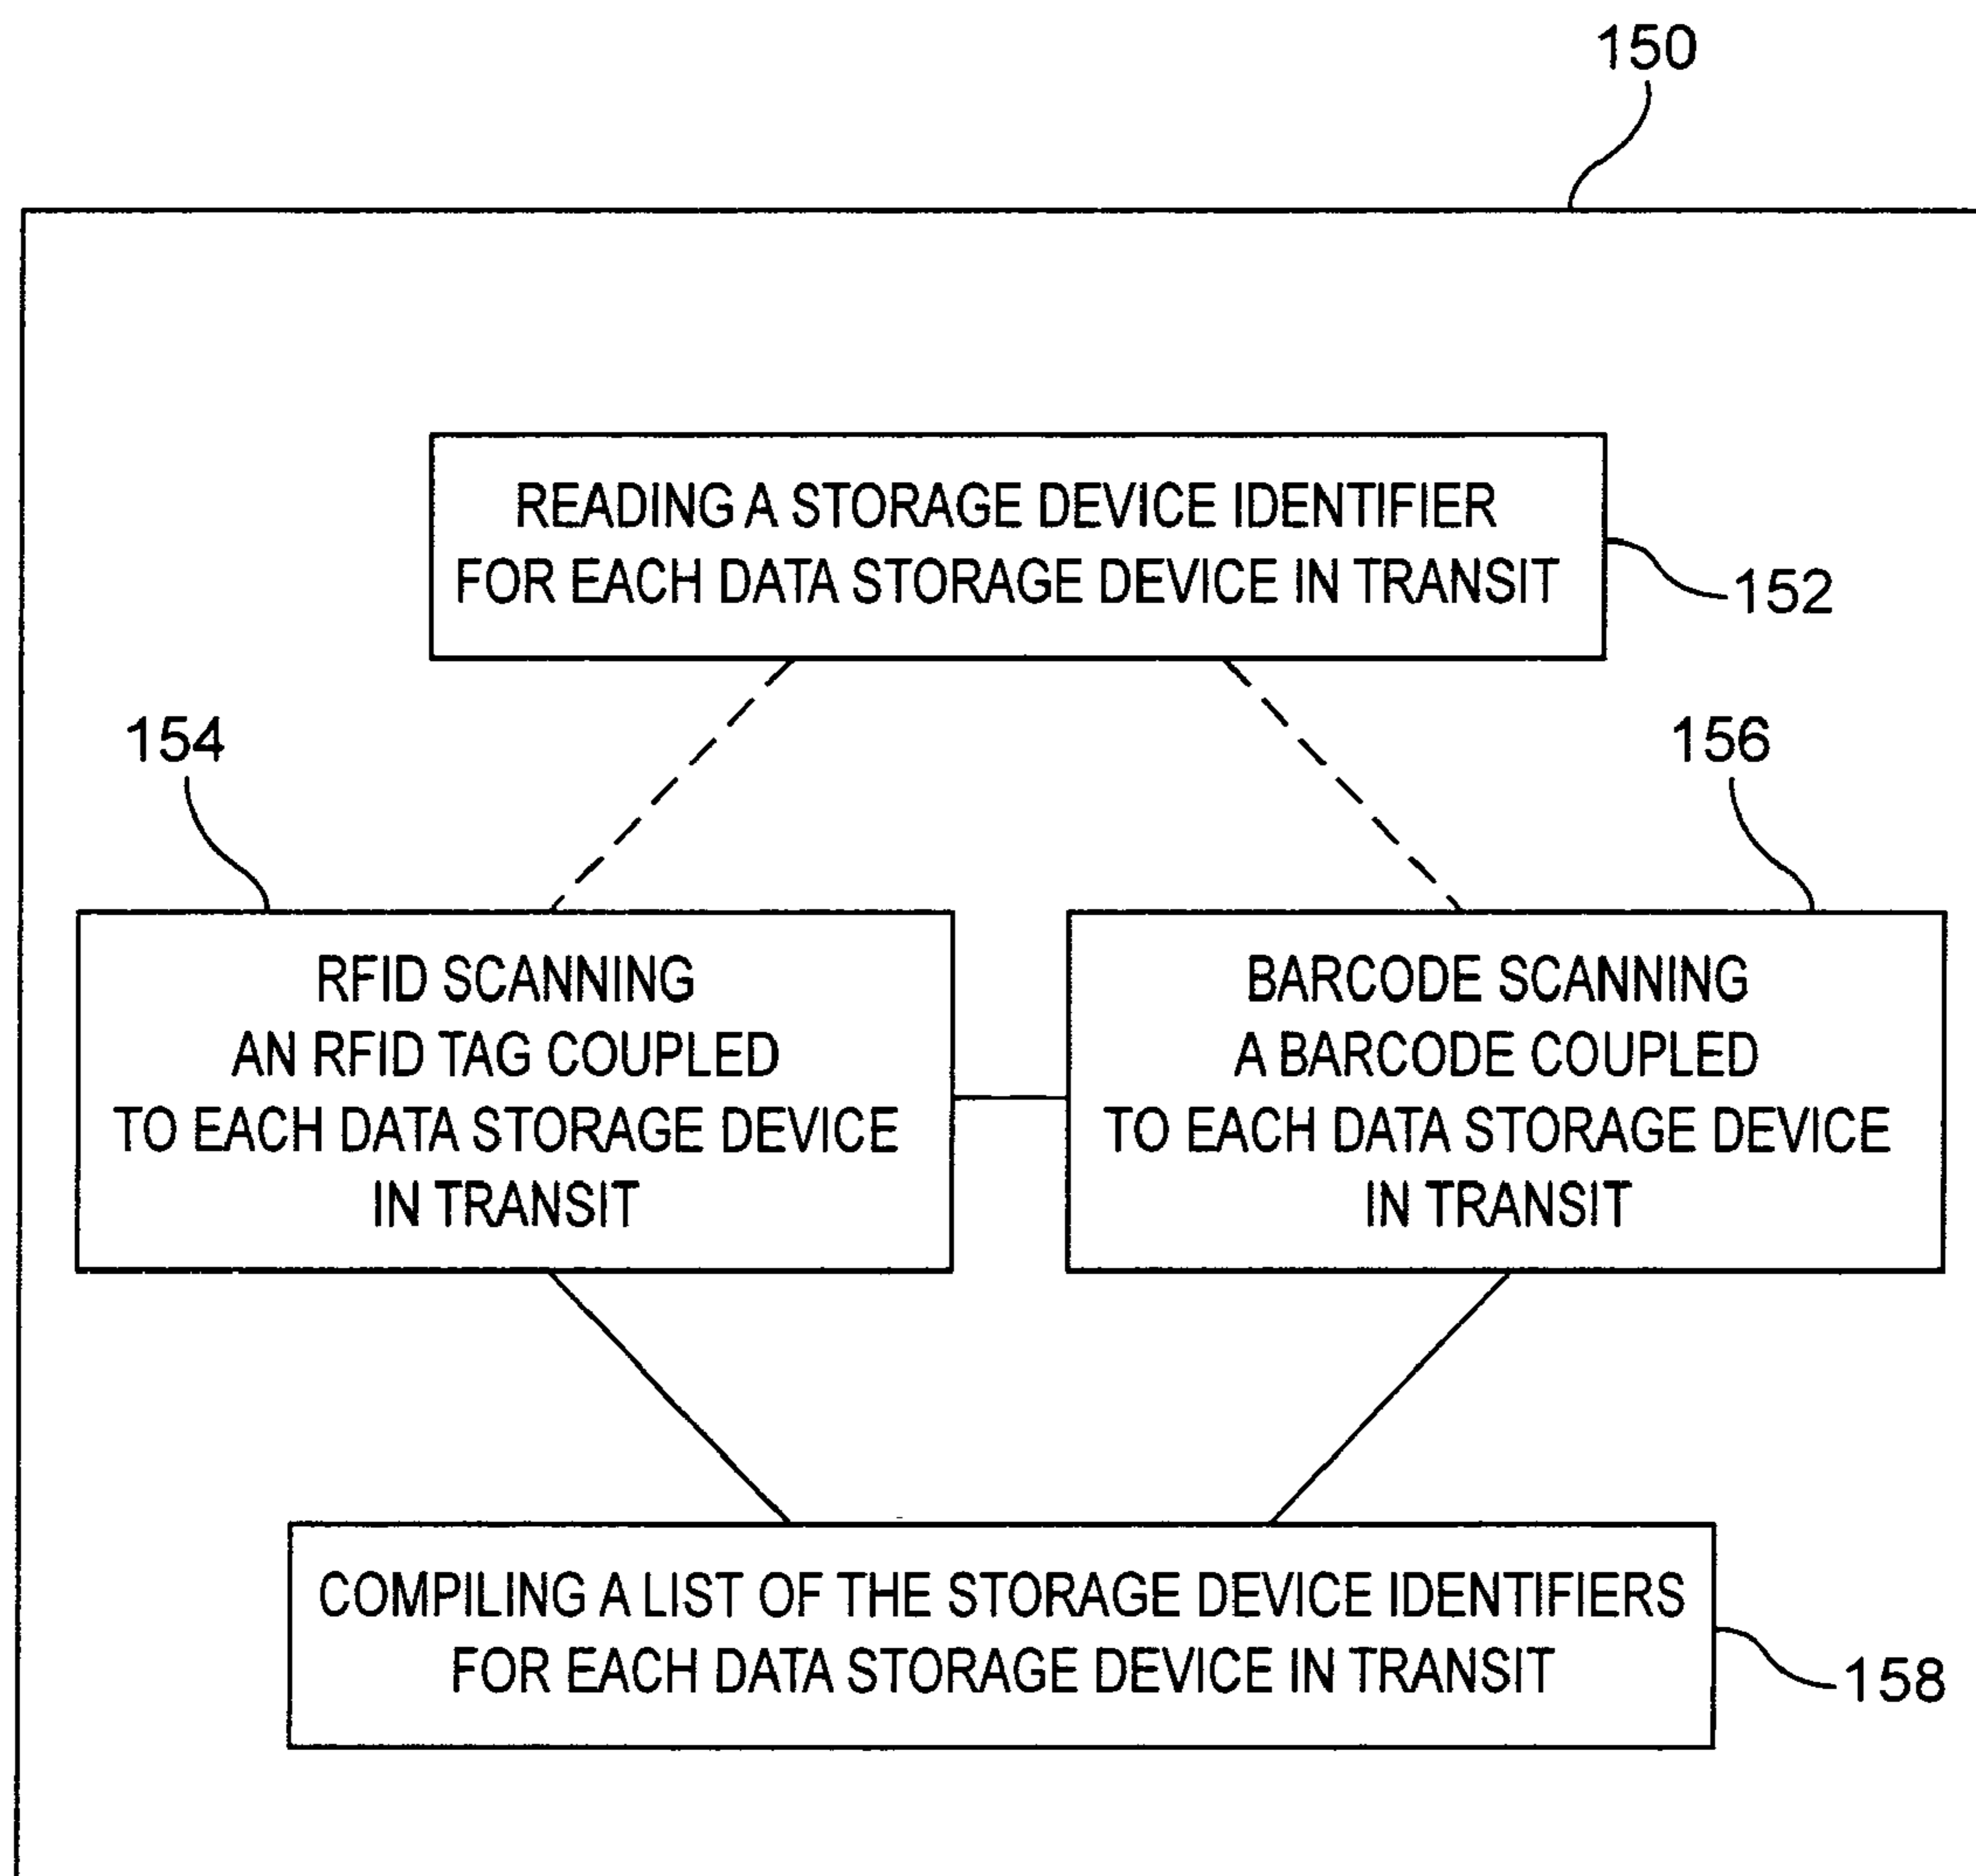 150
READING A STORAGE DEVICE IDENTIFIER
FOR EACH DATA STORAGE DEVICE IN TRANSIT
152
154
156
RFID SCANNING
AN RFID TAG COUPLED
TO EACH DATA STORAGE DEVICE
IN TRANSIT
BARCODE SCANNING
A BARCODE COUPLED
TO EACH DATA STORAGE DEVICE
IN TRANSIT
COMPILING A LIST OF THE STORAGE DEVICE IDENTIFIERS
FOR EACH DATA STORAGE DEVICE IN TRANSIT
158